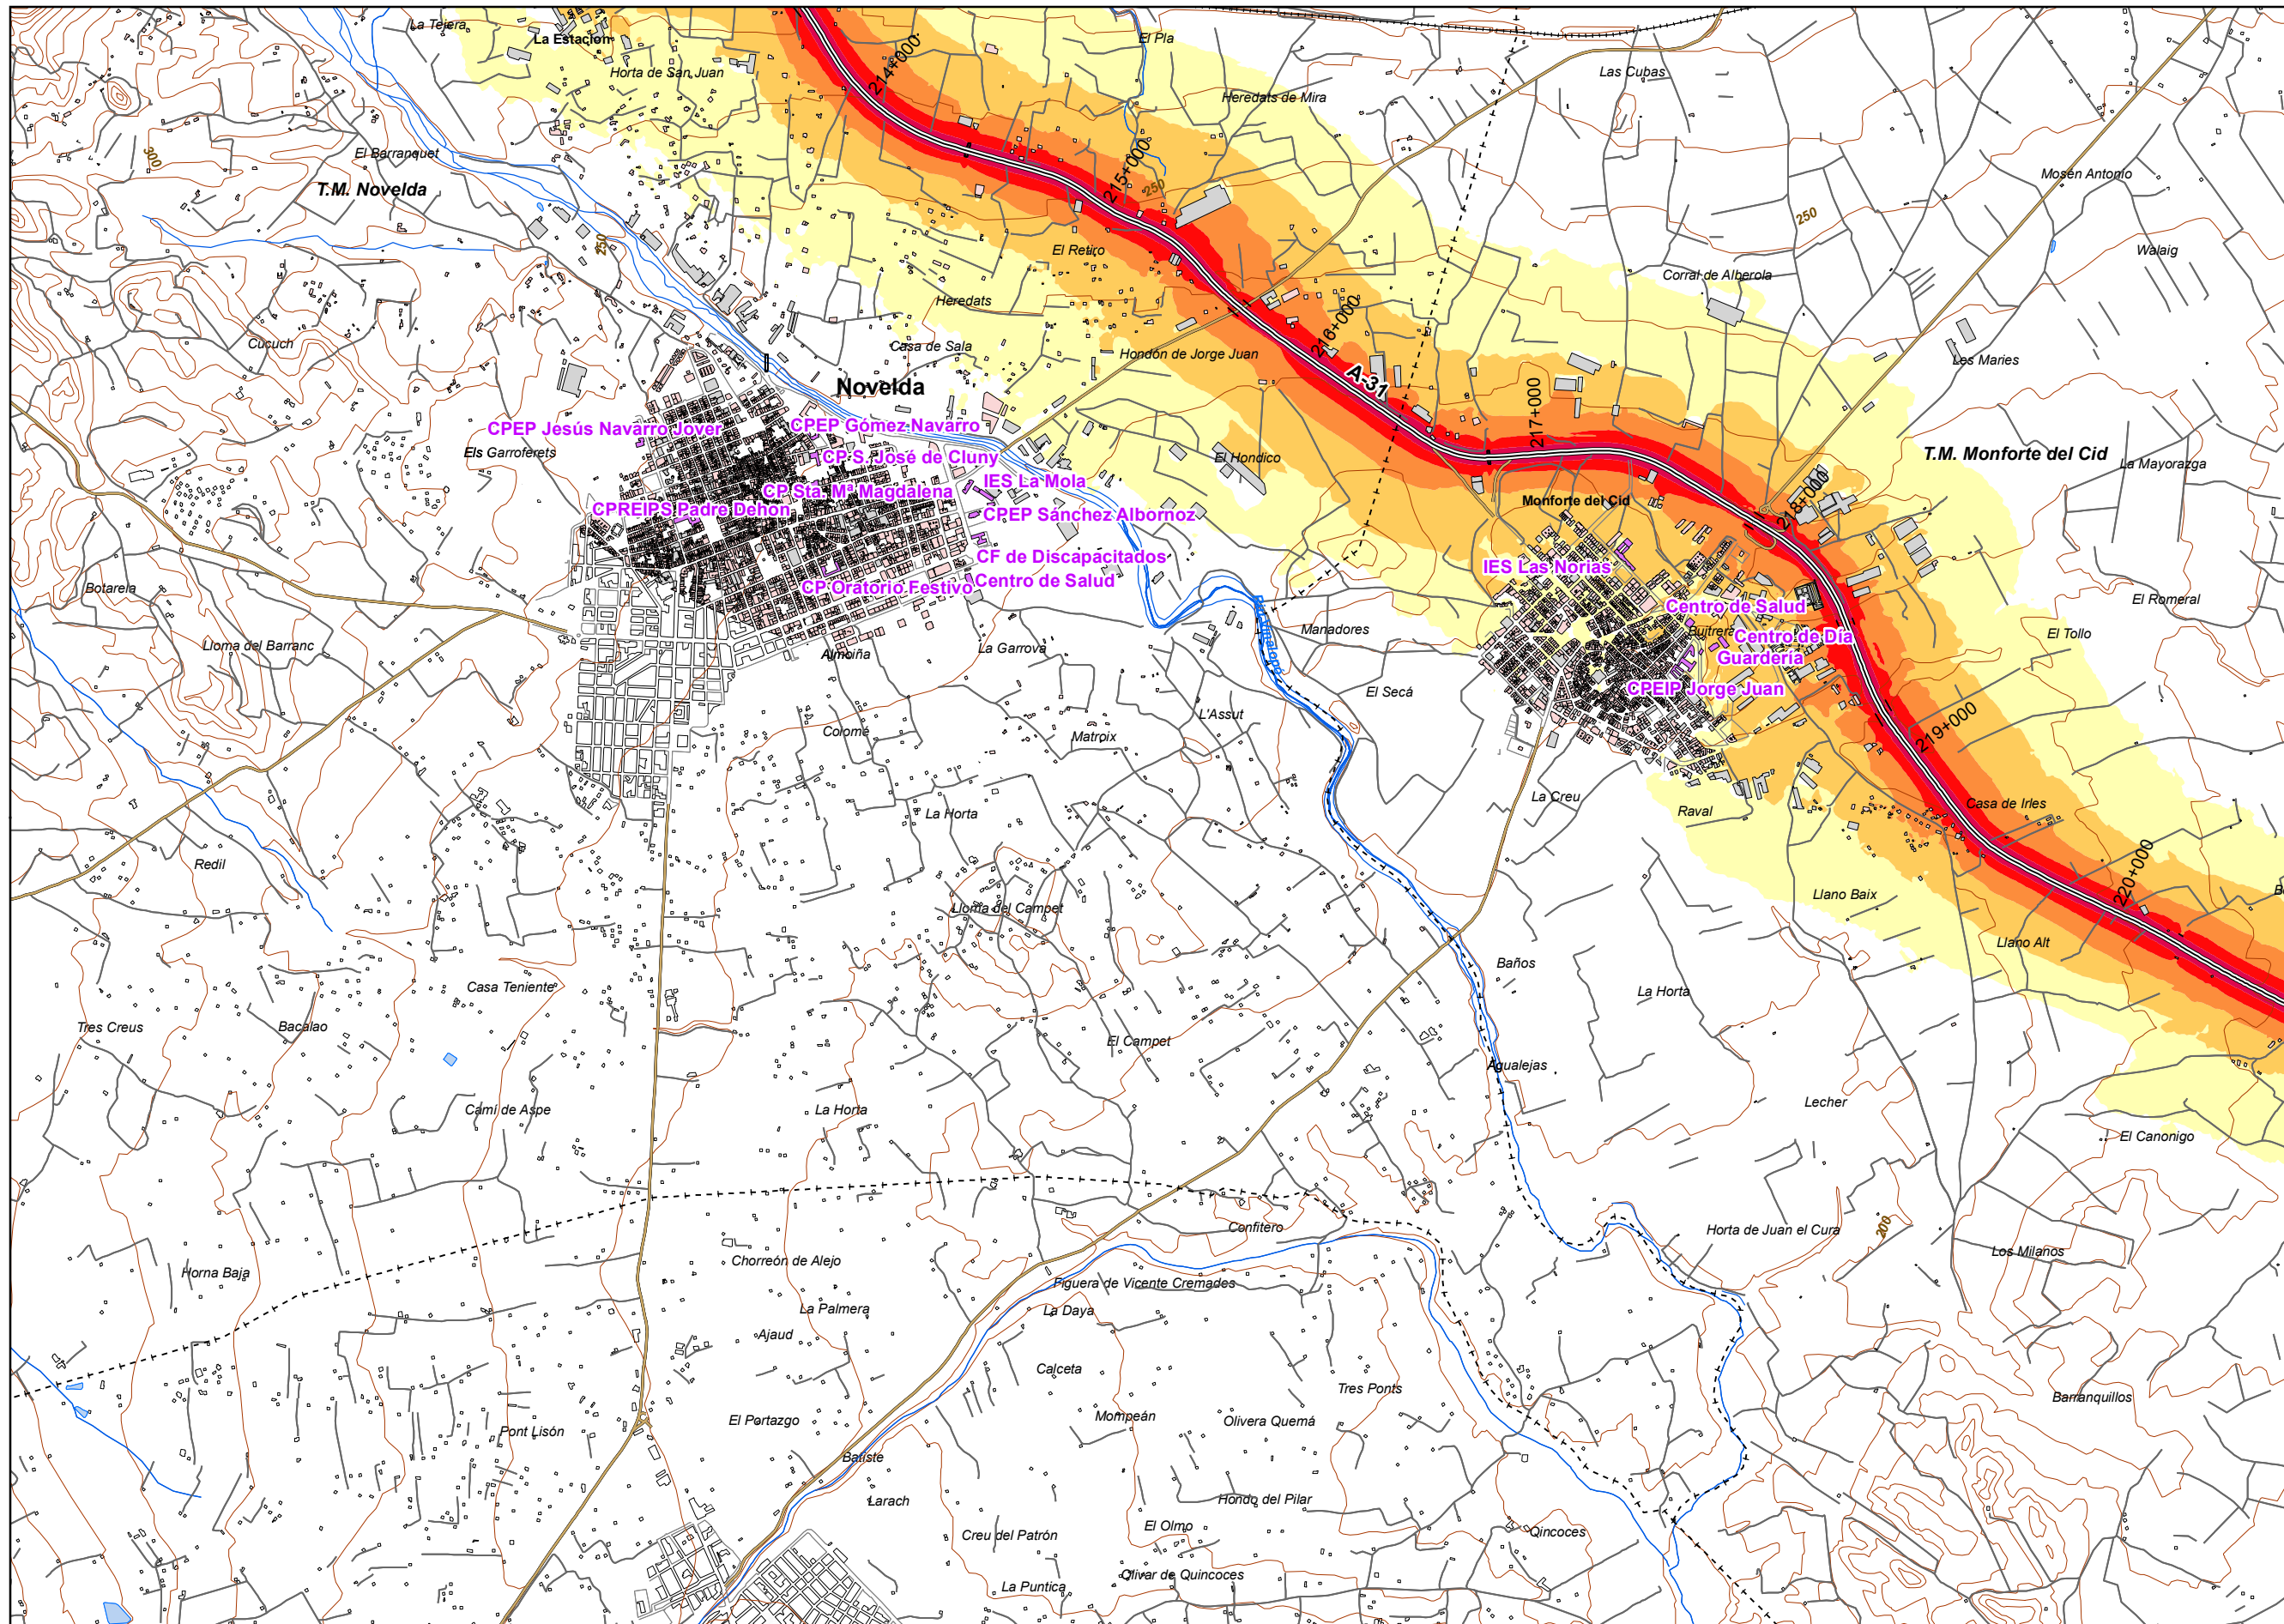 La Teiera
La Estación
Horta de San Juan
214+000
El Pla
Las Cubas
Heredats de Mira
300
El Barranquet
T.M. Novelda
215+000
250
Mosén Antonio
250
250
Walaig
El Retiro
Corral de Alberola
Heredats
216+000
Cucuch
Casa de Sala
Hondón de Jorge Juan
Les Maries
Novelda
A-31
217+000
CPEP Jesús Navarro Jover
CPEP Gómez Navarro
Els Garroferets
CP S. José de Cluny
El Hondico
T.M. Monforte del Cid
La Mayorazga
IES La Mola
CP Sta. Mª Magdalena
218+000
Monforte del Cid
CPREIPS Padre Dehon
CPEP Sánchez Albornoz
CF de Discapacitados
IES Las Norias
Centro de Salud
CP Oratorio Festivo
Botarela
El Romeral
Centro de Salud
Buitrera
Centro de Día
El Tollo
Manadores
Lloma del Barranc
La Garrova
Almoiña
Guardería
El Secá
CPEIP Jorge Juan
L'Assut
219+000
Colomé
Matroix
La Creu
Casa de Irles
Raval
La Horta
Redil
220+000
Llano Baix
Lloma del Campet
Llano Alt
Baños
Casa Teniente
La Horta
Tres Creus
Bacalao
El Campet
Agualejas
Camí de Aspe
La Horta
Lecher
El Canonigo
Confitero
Horta de Juan el Cura
200
Los Milanos
Chorreón de Alejo
Horna Baja
Figuera de Vicente Cremades
La Palmera
La Daya
Ajaud
Calceta
Tres Ponts
Barranquillos
El Portazgo
Mompeán
Olivera Quemá
Pont Lisón
Batiste
Larach
Hondo del Pilar
El Olmo
Creu del Patrón
Qincoces
Olivar de Quincoces
La Puntica